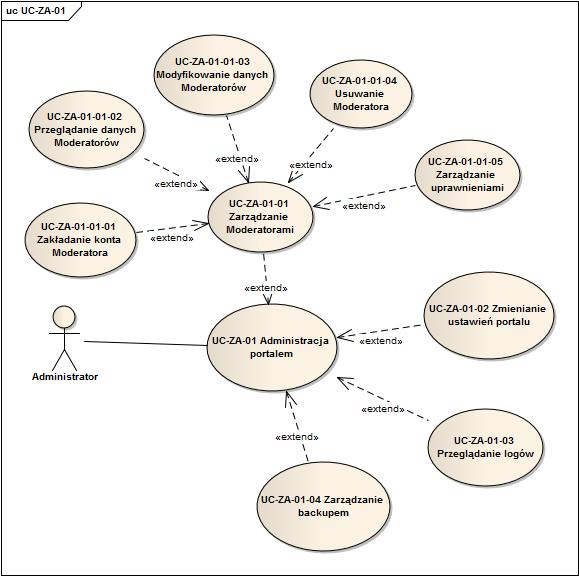 uc UC-ZA-01
UC-ZA-01-01-03
Modyfikowanie danych
Moderatorów
UC-ZA-01-01-04
Usuwanie
Moderatora
UC-ZA-01-01-02
Przeglądanie danych
Moderatorów
UC-ZA-01-01-05
Zarządzanie
uprawnieniami
«extend»
«extend»
«extend»
«extend»
UC-ZA-01-01
Zarządzanie
Moderatorami
UC-ZA-01-01-01
Zakładanie konta
Moderatora
«extend»
«extend»
UC-ZA-01-02 Zmienianie
ustawień portalu
UC-ZA-01 Administracja
portalem
«extend»
Administrator
«extend»
«extend»
UC-ZA-01-03
Przeglądanie logów
UC-ZA-01-04 Zarządzanie
backupem